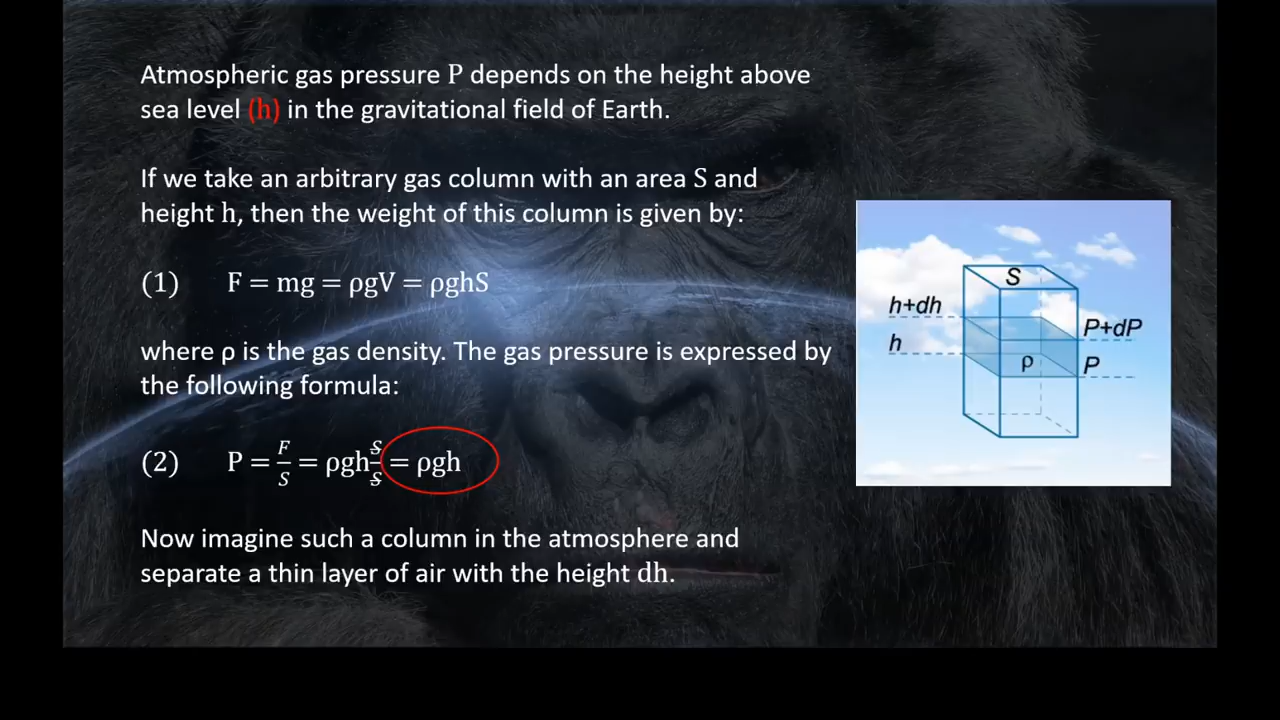 Atmospheric gas pressure P depends on the height above
sea level (h) in the gravitational field of Earth.
If we take an arbitrary gas column with an area S and
height h, then the weight of this column is given by:
(1) F = mg = ρgV = ρghS
where ρ is the gas density. The gas pressure is expressed by
the following formula:
(2) P = F/S = ρgh S/S = ρgh
Now imagine such a column in the atmosphere and
separate a thin layer of air with the height dh.
S
h+dh
P+dP
h
ρ
P